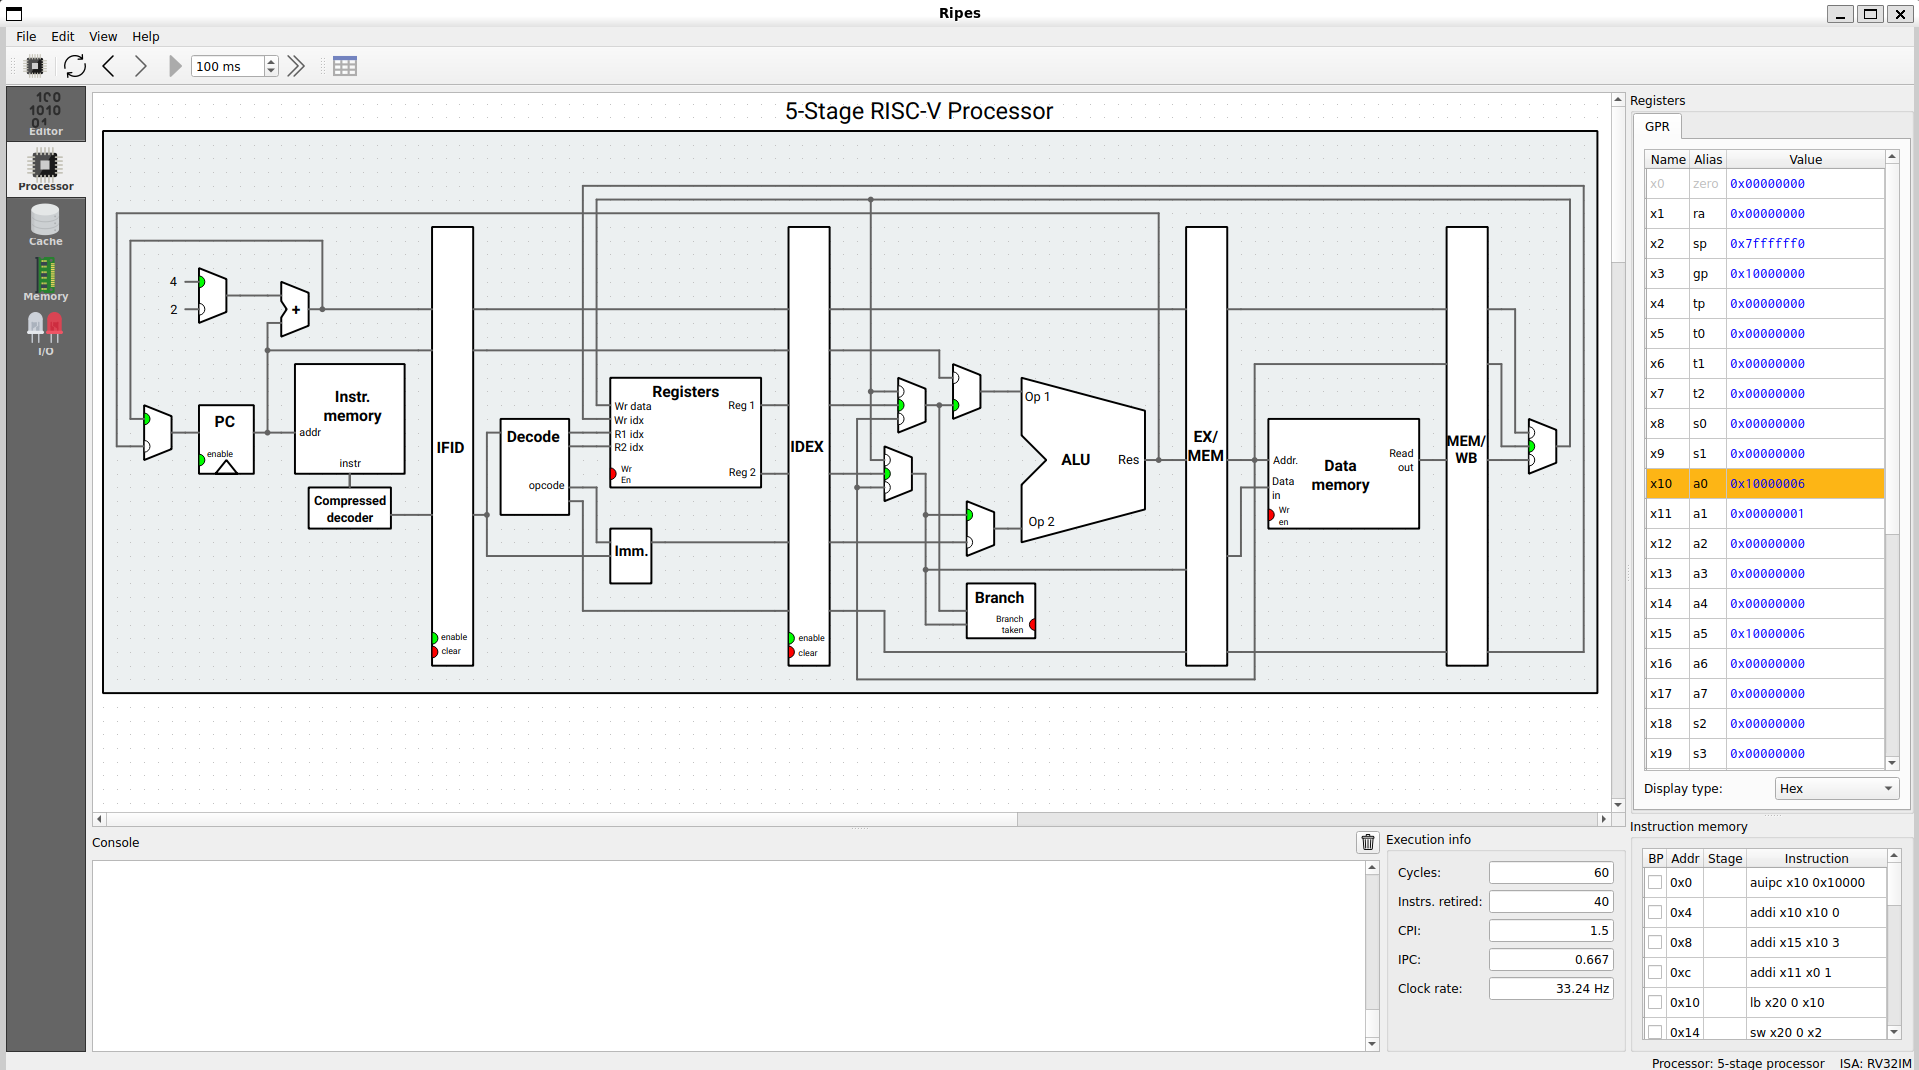 Ripes
File Edit View Help
100 ms
Editor
Processor
Cache
Memory
I/O
5-Stage RISC-V Processor
4
2
+
PC
enable
Instr.
memory
addr
instr
Compressed
decoder
IFID
enable
clear
Decode
opcode
Registers
Wr data
Wr idx
R1 idx
R2 idx
Wr
En
Reg 1
Reg 2
Imm.
IDEX
enable
clear
Op 1
ALU
Res
Op 2
Branch
Branch
taken
EX/
MEM
Addr.
Data
in
Wr
en
Data
memory
Read
out
MEM/
WB
Registers
GPR
Name Alias Value
x0 zero 0x00000000
x1 ra 0x00000000
x2 sp 0x7ffffff0
x3 gp 0x10000000
x4 tp 0x00000000
x5 t0 0x00000000
x6 t1 0x00000000
x7 t2 0x00000000
x8 s0 0x00000000
x9 s1 0x00000000
x10 a0 0x10000006
x11 a1 0x00000001
x12 a2 0x00000000
x13 a3 0x00000000
x14 a4 0x00000000
x15 a5 0x10000006
x16 a6 0x00000000
x17 a7 0x00000000
x18 s2 0x00000000
x19 s3 0x00000000
Display type: Hex
Console
Execution info
Cycles: 60
Instrs. retired: 40
CPI: 1.5
IPC: 0.667
Clock rate: 33.24 Hz
Instruction memory
BP Addr Stage Instruction
0x0 auipc x10 0x10000
0x4 addi x10 x10 0
0x8 addi x15 x10 3
0xc addi x11 x0 1
0x10 lb x20 0 x10
0x14 sw x20 0 x2
Processor: 5-stage processor ISA: RV32IM